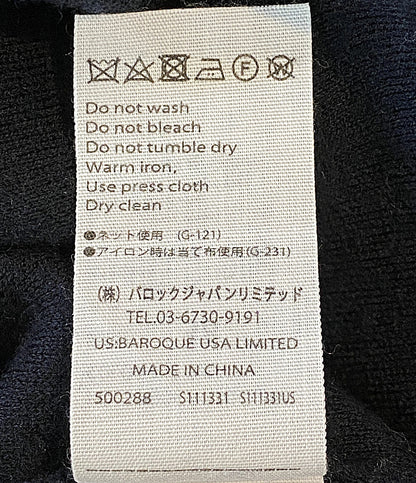 F W
Do not wash
Do not bleach
Do not tumble dry
Warm iron,
Use press cloth
Dry clean
●ネット使用 (G-121)
●アイロン時は当て布使用(G-231)
(株) バロックジャパンリミテッド
TEL.03-6730-9191
US:BAROQUE USA LIMITED
MADE IN CHINA
500288 S111331 S111331US